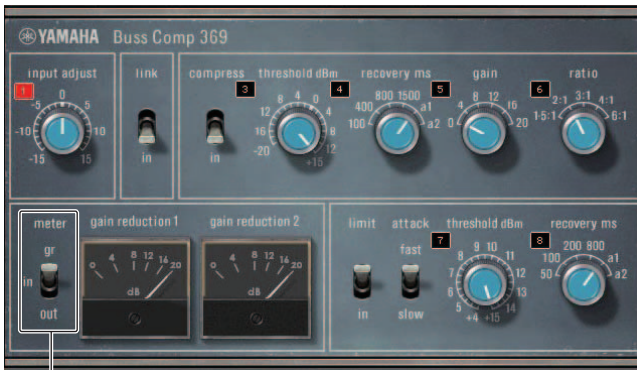 YAMAHA Buss Comp 369
input adjust
1
0
-5 5
-10 10
-15 15
link
in
compress
in
3
threshold dBm
8 4 0
12 4
16 8
-20 12
+15
4
recovery ms
800 1500
400 a1
100 a2
5
gain
8 12
4 16
0 20
6
ratio
3:1
2:1 4:1
1·5:1 6:1
meter
gr
in
out
gain reduction 1
0 4 8 12 16 20
dB
gain reduction 2
0 4 8 12 16 20
dB
limit
in
attack
fast
slow
7
threshold dBm
9 10
8 11
7 12
6 13
5 14
+4 +15
8
recovery ms
200 800
100 a1
50 a2